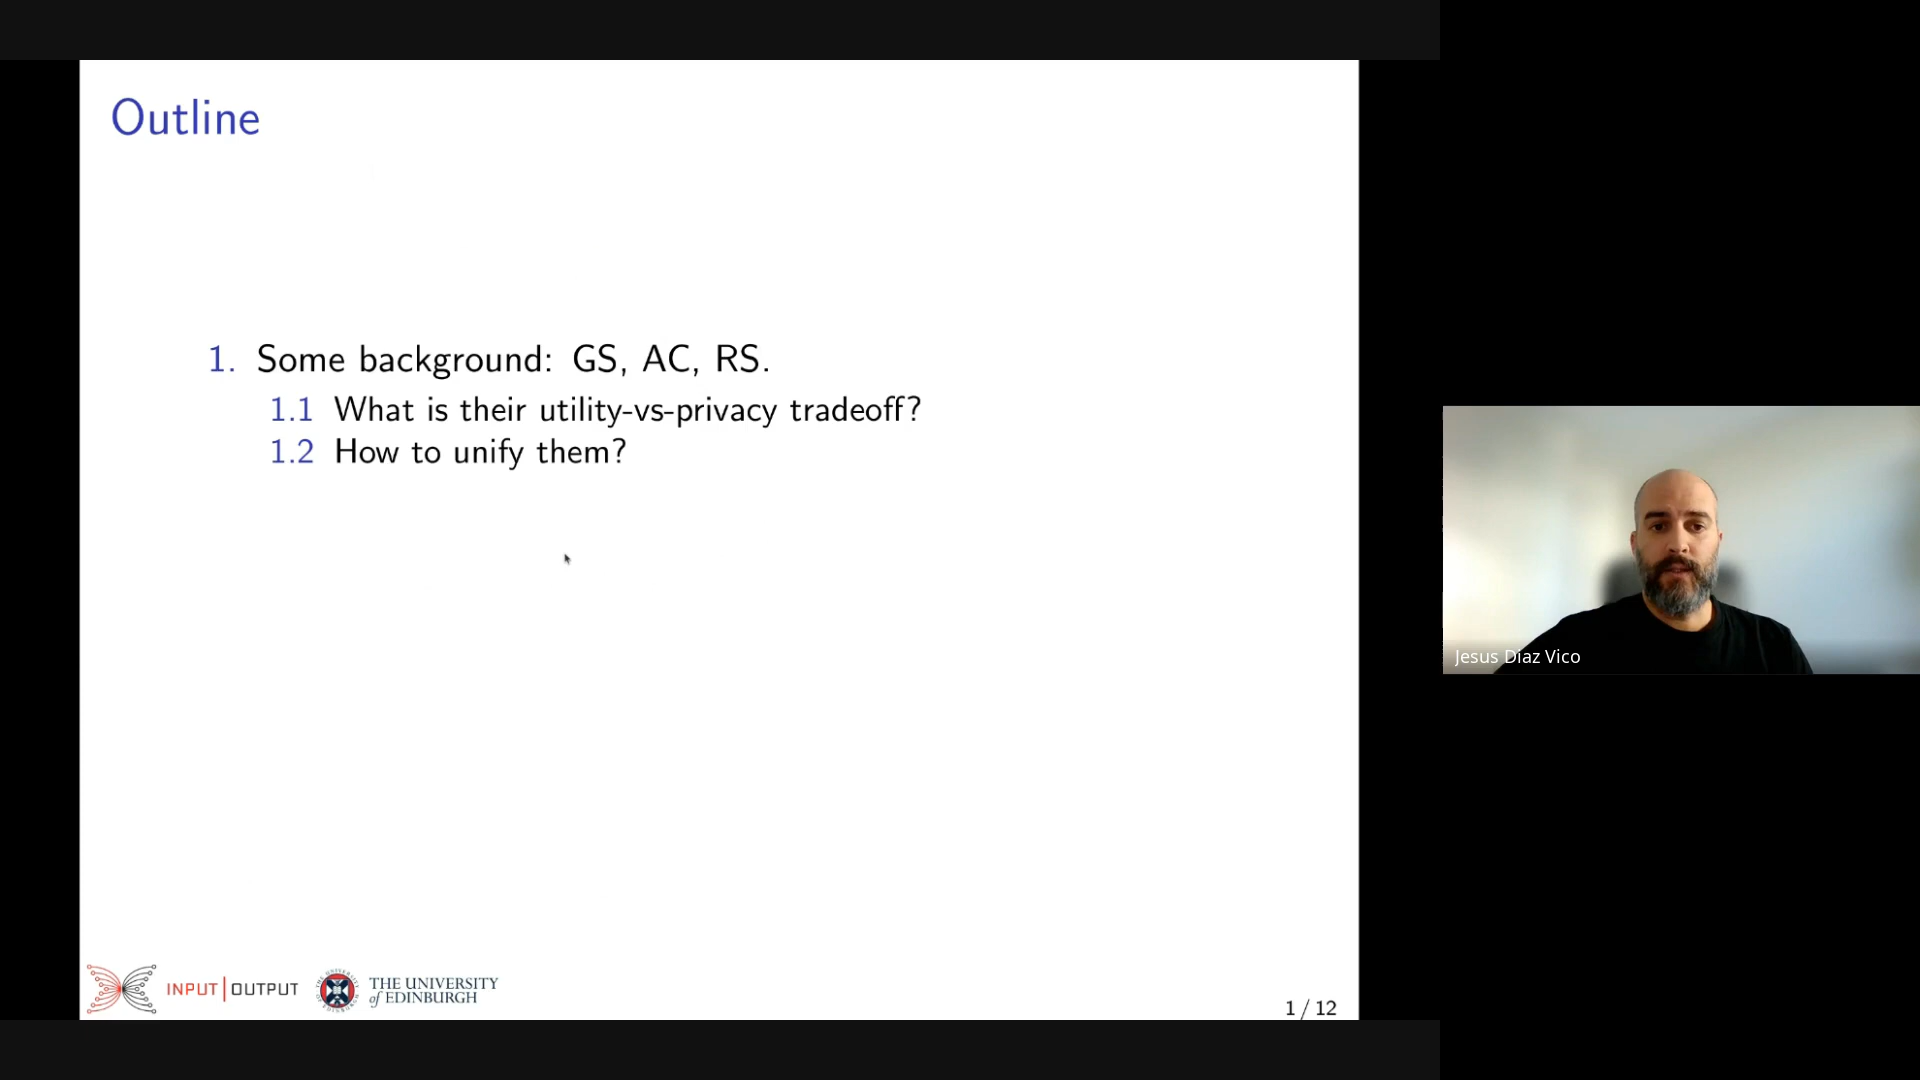 Outline
1. Some background: GS, AC, RS.
1.1 What is their utility-vs-privacy tradeoff?
1.2 How to unify them?
Jesus Diaz Vico
INPUT|OUTPUT
THE UNIVERSITY
of EDINBURGH
1 / 12